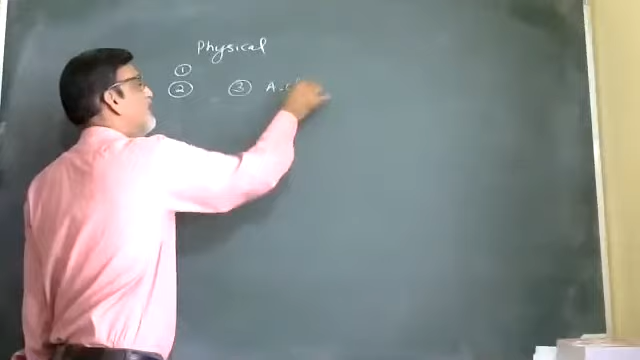 Physical
①
② ③